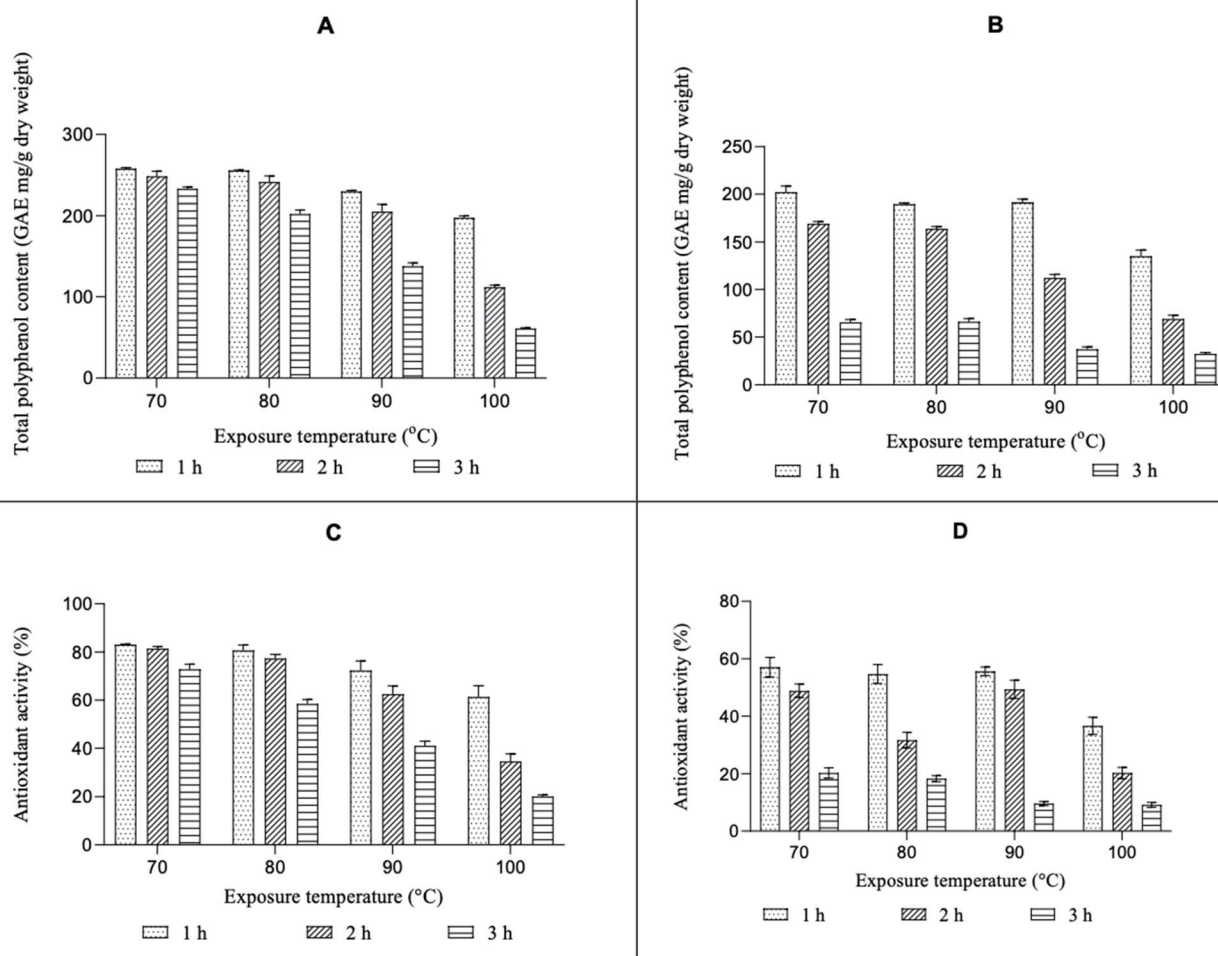 A
Total polyphenol content (GAE mg/g dry weight)
300
200
100
0
70 80 90 100
Exposure temperature (°C)
1 h 2 h 3 h
B
Total polyphenol content (GAE mg/g dry weight)
250
200
150
100
50
0
70 80 90 100
Exposure temperature (°C)
1 h 2 h 3 h
C
Antioxidant activity (%)
100
80
60
40
20
0
70 80 90 100
Exposure temperature (°C)
1 h 2 h 3 h
D
Antioxidant activity (%)
80
60
40
20
0
70 80 90 100
Exposure temperature (°C)
1 h 2 h 3 h